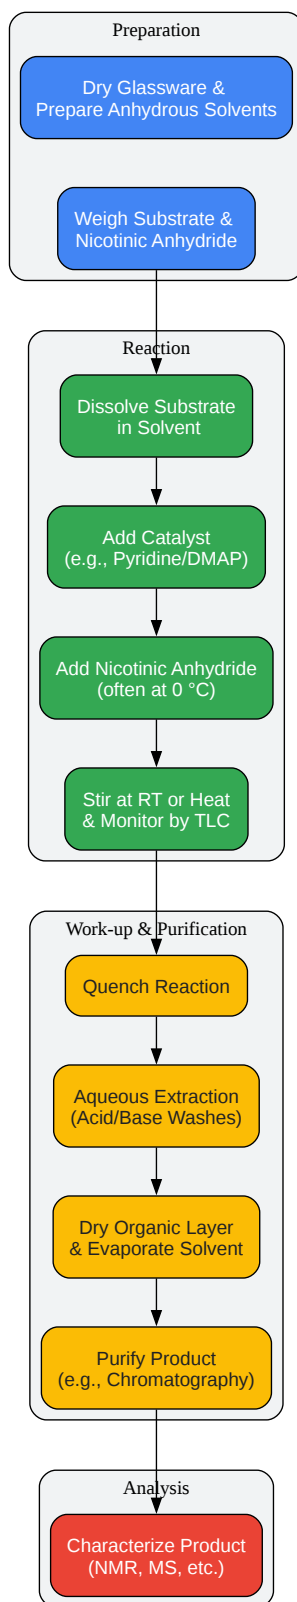 Preparation
Dry Glassware &
Prepare Anhydrous Solvents
Weigh Substrate &
Nicotinic Anhydride
Reaction
Dissolve Substrate
in Solvent
Add Catalyst
(e.g., Pyridine/DMAP)
Add Nicotinic Anhydride
(often at 0 °C)
Stir at RT or Heat
& Monitor by TLC
Work-up & Purification
Quench Reaction
Aqueous Extraction
(Acid/Base Washes)
Dry Organic Layer
& Evaporate Solvent
Purify Product
(e.g., Chromatography)
Analysis
Characterize Product
(NMR, MS, etc.)